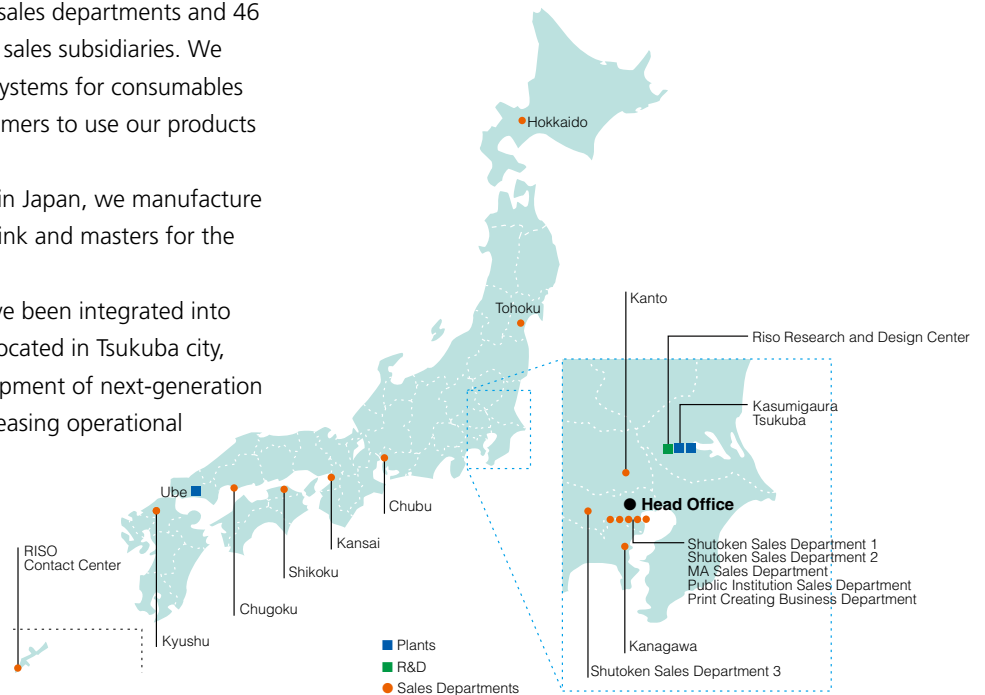 sales departments and 46
sales subsidiaries. We
ystems for consumables
mers to use our products
in Japan, we manufacture
ink and masters for the
ve been integrated into
ocated in Tsukuba city,
pment of next-generation
easing operational
Hokkaido
Tohoku
Kanto
Riso Research and Design Center
Kasumigaura
Tsukuba
Head Office
Shutoken Sales Department 1
Shutoken Sales Department 2
MA Sales Department
Public Institution Sales Department
Print Creating Business Department
Kanagawa
Shutoken Sales Department 3
Ube
Chubu
Kansai
Shikoku
Chugoku
Kyushu
RISO
Contact Center
Plants
R&D
Sales Departments